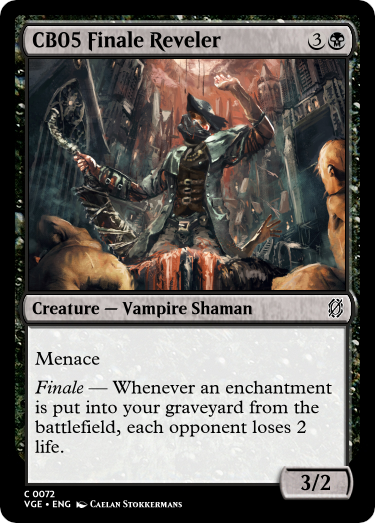 CB05 Finale Reveler 3
Creature — Vampire Shaman
Menace
Finale — Whenever an enchantment
is put into your graveyard from the
battlefield, each opponent loses 2
life.
3/2
C 0072
VGE • ENG Caelan Stokkermans